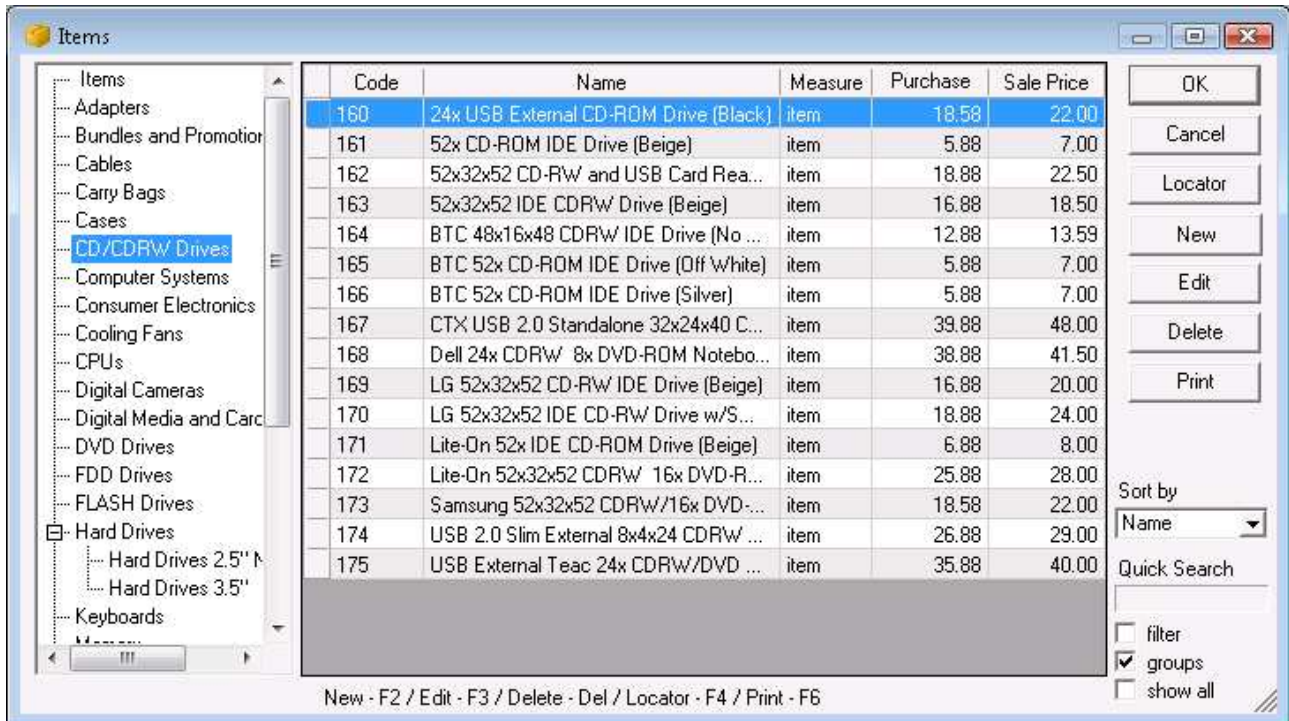 Items
Items
Adapters
Bundles and Promotion
Cables
Carry Bags
Cases
CD/CDRW Drives
Computer Systems
Consumer Electronics
Cooling Fans
CPUs
Digital Cameras
Digital Media and Carc
DVD Drives
FDD Drives
FLASH Drives
Hard Drives
Hard Drives 2.5" N
Hard Drives 3.5"
Keyboards
Code Name Measure Purchase Sale Price
160 24x USB External CD-ROM Drive (Black) item 18.58 22.00
161 52x CD-ROM IDE Drive (Beige) item 5.88 7.00
162 52x32x52 CD-RW and USB Card Rea... item 18.88 22.50
163 52x32x52 IDE CDRW Drive (Beige) item 16.88 18.50
164 BTC 48x16x48 CDRW IDE Drive (No ... item 12.88 13.59
165 BTC 52x CD-ROM IDE Drive (Off White) item 5.88 7.00
166 BTC 52x CD-ROM IDE Drive (Silver) item 5.88 7.00
167 CTX USB 2.0 Standalone 32x24x40 C... item 39.88 48.00
168 Dell 24x CDRW 8x DVD-ROM Notebo... item 38.88 41.50
169 LG 52x32x52 CD-RW IDE Drive (Beige) item 16.88 20.00
170 LG 52x32x52 IDE CD-RW Drive w/S... item 18.88 24.00
171 Lite-On 52x IDE CD-ROM Drive (Beige) item 6.88 8.00
172 Lite-On 52x32x52 CDRW 16x DVD-R... item 25.88 28.00
173 Samsung 52x32x52 CDRW/16x DVD-... item 18.58 22.00
174 USB 2.0 Slim External 8x4x24 CDRW ... item 26.88 29.00
175 USB External Teac 24x CDRW/DVD ... item 35.88 40.00
OK
Cancel
Locator
New
Edit
Delete
Print
Sort by
Name
Quick Search
filter
groups
show all
New - F2 / Edit - F3 / Delete - Del / Locator - F4 / Print - F6